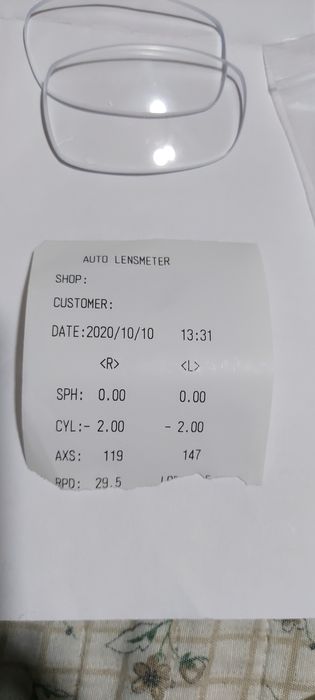 AUTO LENSMETER
SHOP:
CUSTOMER:
DATE:2020/10/10 13:31
<R> <L>
SPH: 0.00 0.00
CYL:- 2.00 - 2.00
AXS: 119 147
RPD: 29.5